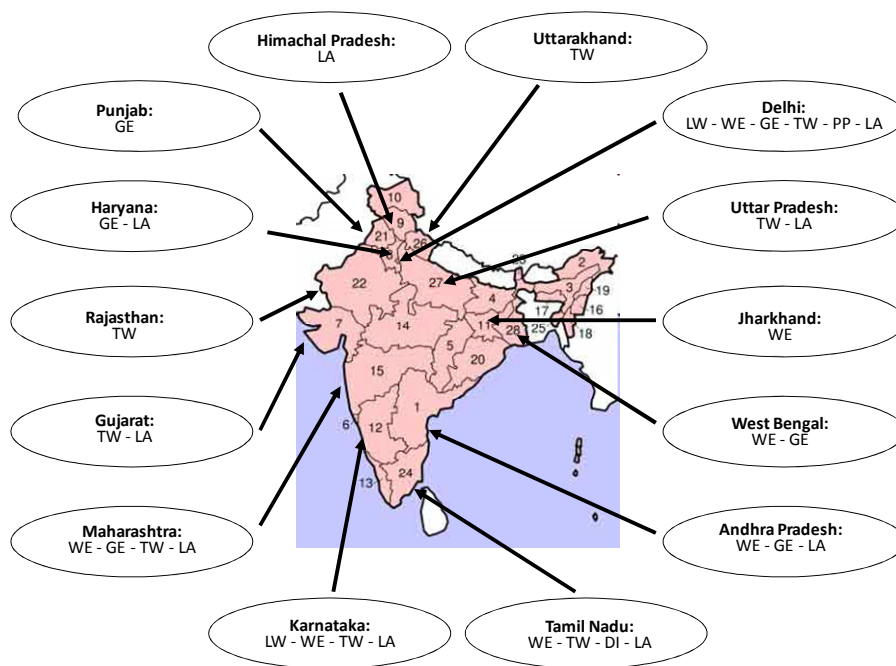 Himachal Pradesh:
LA
Uttarakhand:
TW
Punjab:
GE
Delhi:
LW - WE - GE - TW - PP - LA
Haryana:
GE - LA
Uttar Pradesh:
TW - LA
Rajasthan:
TW
Jharkhand:
WE
Gujarat:
TW - LA
West Bengal:
WE - GE
Maharashtra:
WE - GE - TW - LA
Andhra Pradesh:
WE - GE - LA
Karnataka:
LW - WE - TW - LA
Tamil Nadu:
WE - TW - DI - LA
10
9
21
26
2
3
19
22
27
4
17
16
7
14
11
28
25
18
5
20
15
1
6
12
24
13